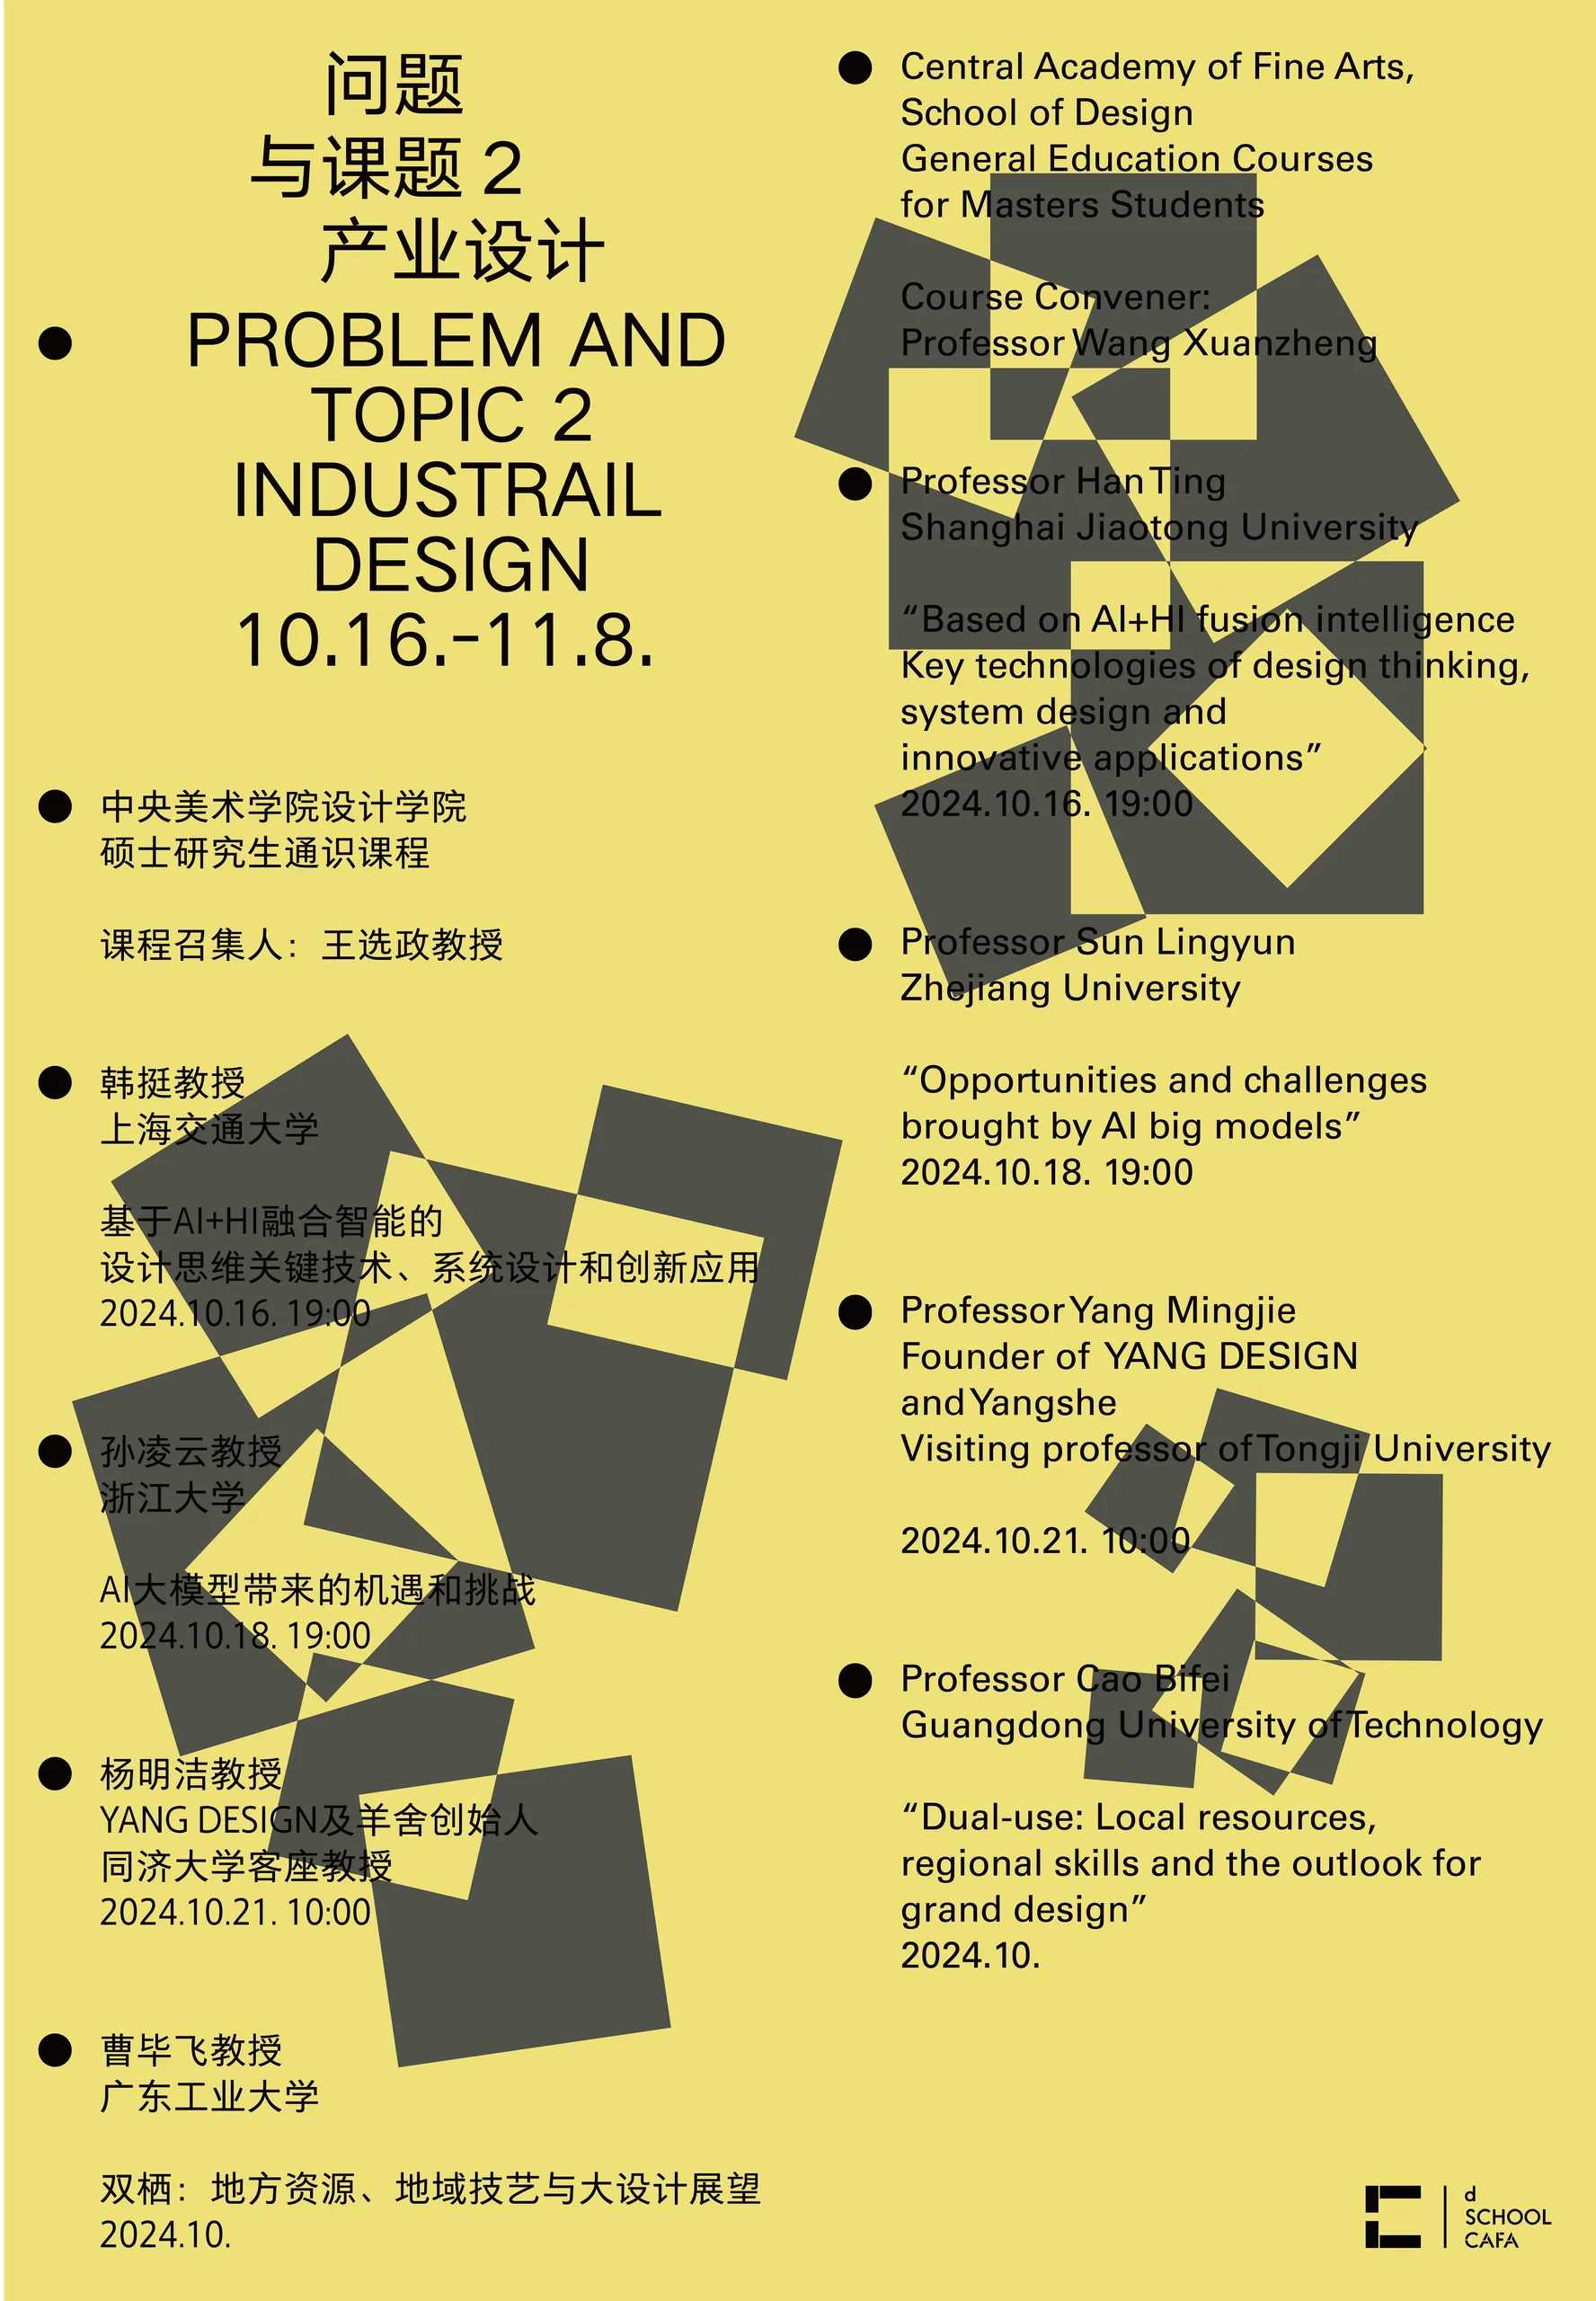 问题
与课题 2
产业设计
PROBLEM AND
TOPIC 2
INDUSTRAIL
DESIGN
10.16.-11.8.
中央美术学院设计学院
硕士研究生通识课程
课程召集人：王选政教授
韩挺教授
上海交通大学
基于AI+HI融合智能的
设计思维关键技术、系统设计和创新应用
2024.10.16. 19:00
孙凌云教授
浙江大学
AI大模型带来的机遇和挑战
2024.10.18. 19:00
杨明洁教授
YANG DESIGN及羊舍创始人
同济大学客座教授
2024.10.21. 10:00
曹毕飞教授
广东工业大学
双栖：地方资源、地域技艺与大设计展望
2024.10.
Central Academy of Fine Arts,
School of Design
General Education Courses
for Masters Students
Course Convener:
Professor Wang Xuanzheng
Professor Han Ting
Shanghai Jiaotong University
“Based on AI+HI fusion intelligence
Key technologies of design thinking,
system design and
innovative applications”
2024.10.16. 19:00
Professor Sun Lingyun
Zhejiang University
“Opportunities and challenges
brought by AI big models”
2024.10.18. 19:00
Professor Yang Mingjie
Founder of YANG DESIGN
and Yangshe
Visiting professor of Tongji University
2024.10.21. 10:00
Professor Cao Bifei
Guangdong University of Technology
“Dual-use: Local resources,
regional skills and the outlook for
grand design”
2024.10.
d
SCHOOL
CAFA